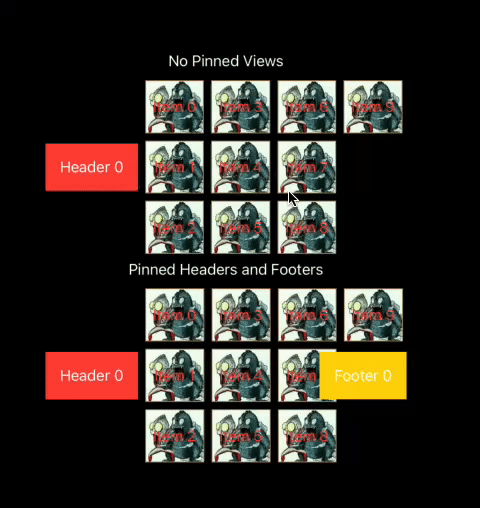 No Pinned Views
Item 0 Item 3 Item 6 Item 9
Header 0 Item 1 Item 4 Item 7
Item 2 Item 5 Item 8
Pinned Headers and Footers
Item 0 Item 3 Item 6 Item 9
Header 0 Item 1 Item 4 Footer 0
Item 2 Item 5 Item 8